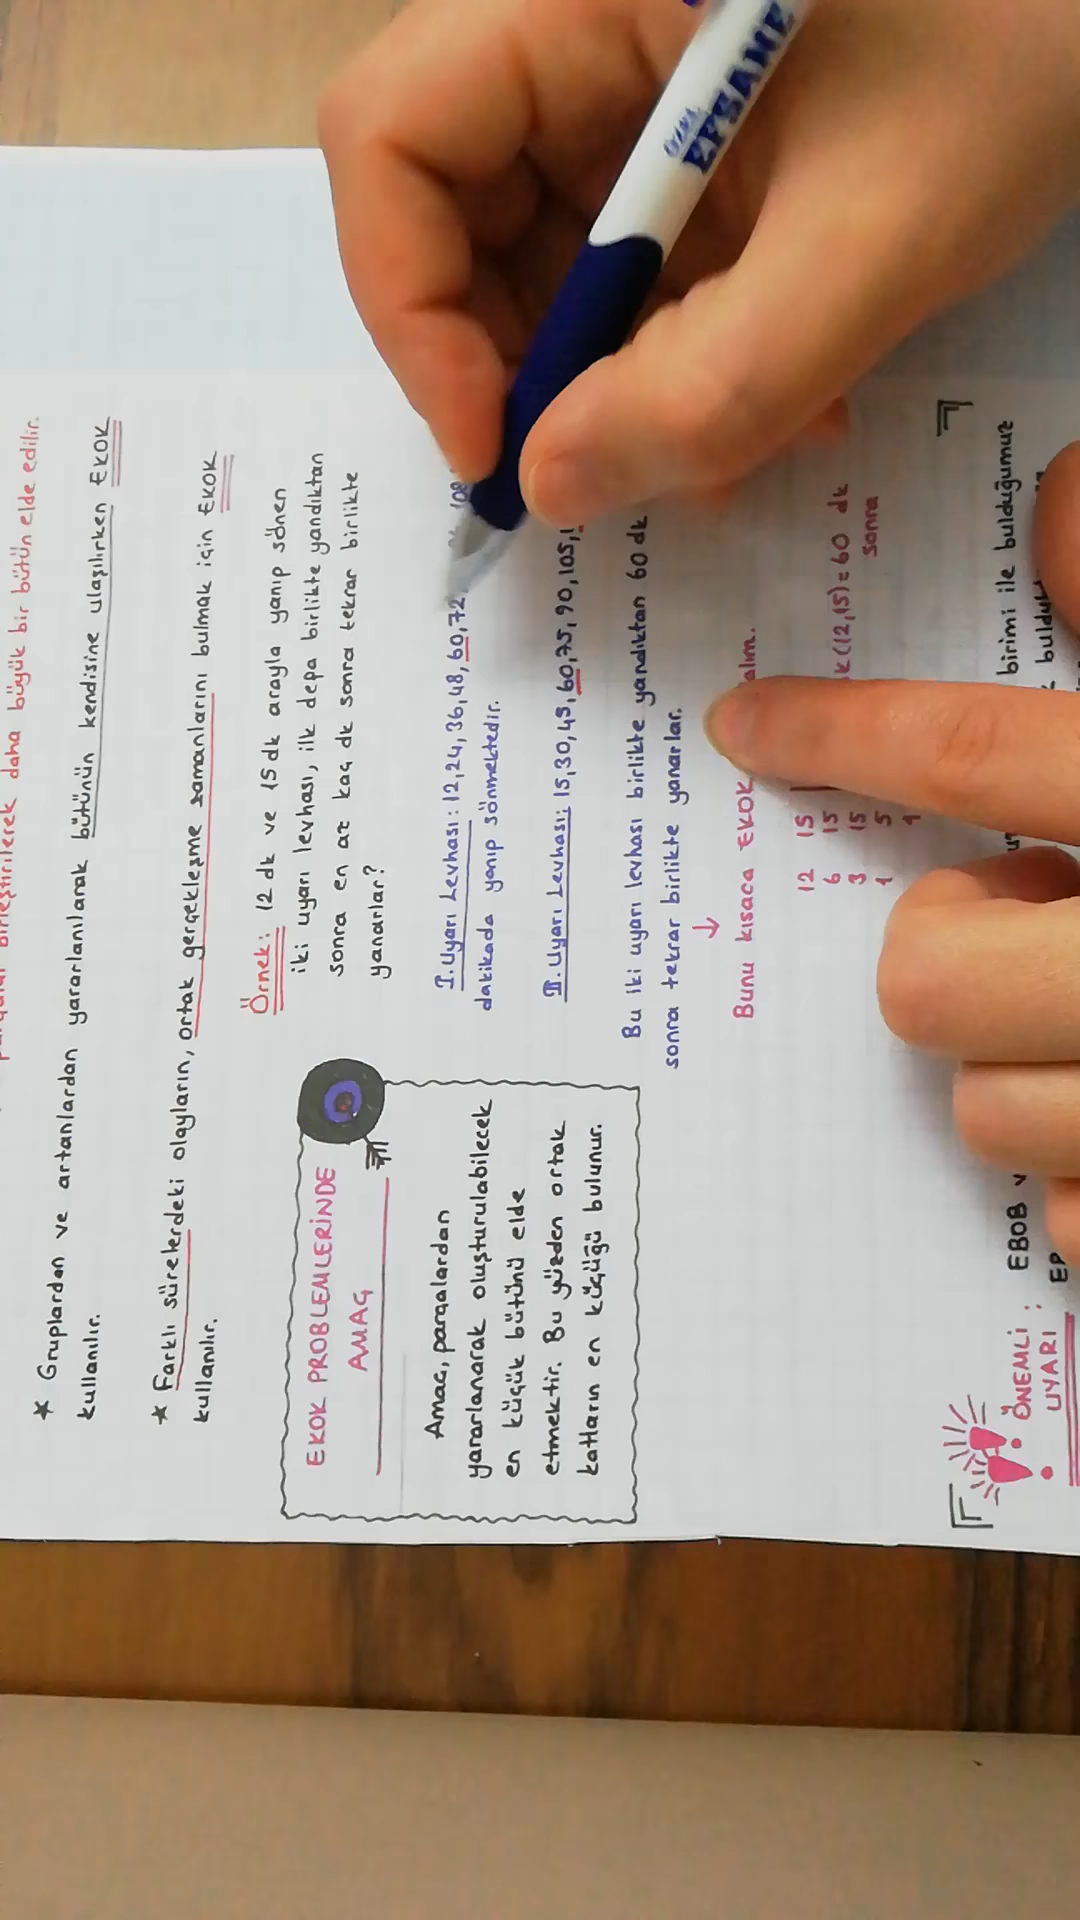 daha büyük bir bütün elde edilir.
* Gruplardan ve artanlardan yararlanılarak bütünün kendisine ulaşılırken EKOK
kullanılır.
* Farklı sürelerdeki olayların, ortak gerçekleşme zamanlarını bulmak için EKOK
kullanılır.
Örnek: 12 dk ve 15 dk arayla yanıp sönen
iki uyarı levhası, ilk defa birlikte yandıktan
sonra en az kaç dk sonra tekrar birlikte
yanarlar?
EKOK PROBLEMLERİNDE
AMAÇ
Amaç, parçalardan
yararlanarak oluşturulabilecek
en küçük bütünü elde
etmektir. Bu yüzden ortak
katların en küçüğü bulunur.
I. Uyarı Levhası: 12, 24, 36, 48, 60, 72, 108
dakikada yanıp sönmektedir.
II. Uyarı Levhası: 15, 30, 45, 60, 75, 90, 105,
Bu iki uyarı levhası birlikte yandıktan 60 dk
sonra tekrar birlikte yanarlar.
↓
Bunu kısaca EKOK
12 15
6 15
3 15
1 5
1
K(12,15)=60 dk
sonra
ÖNEMLİ : EBOB birimi ile bulduğumuz
UYARI
UZAY EFSANE